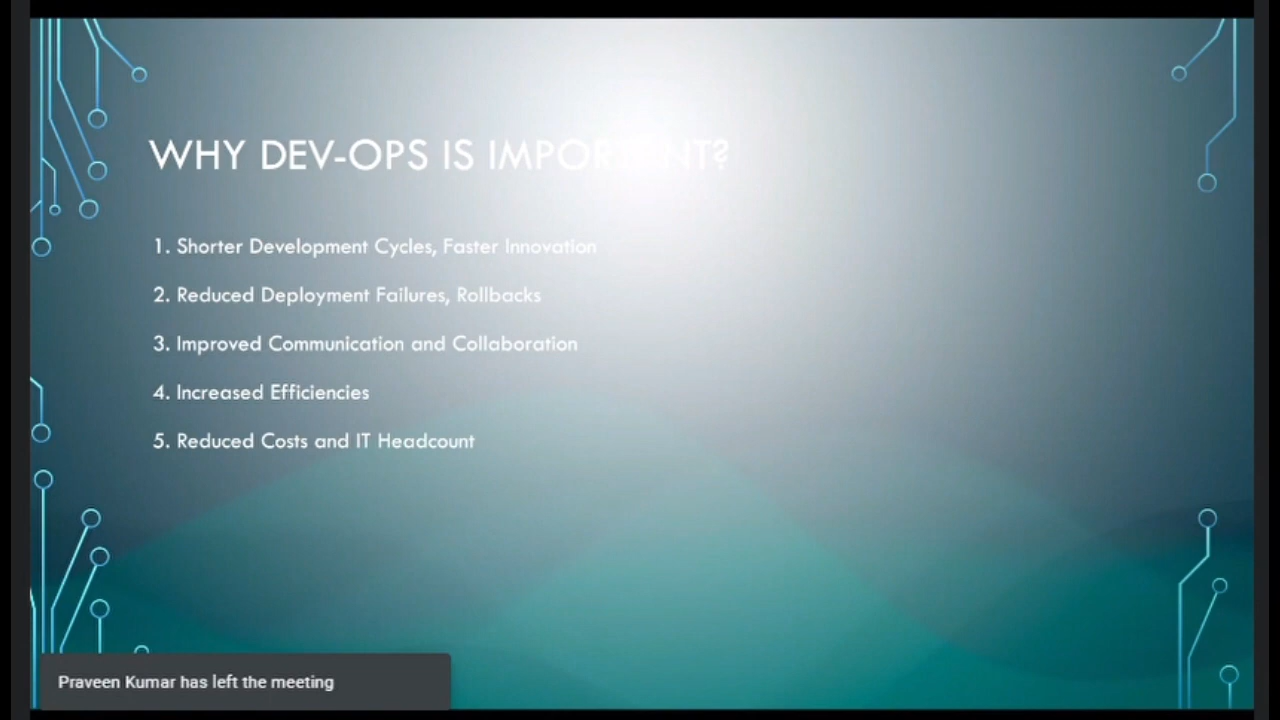 WHY DEV-OPS IS IMPORTANT?
1. Shorter Development Cycles, Faster Innovation
2. Reduced Deployment Failures, Rollbacks
3. Improved Communication and Collaboration
4. Increased Efficiencies
5. Reduced Costs and IT Headcount
Praveen Kumar has left the meeting